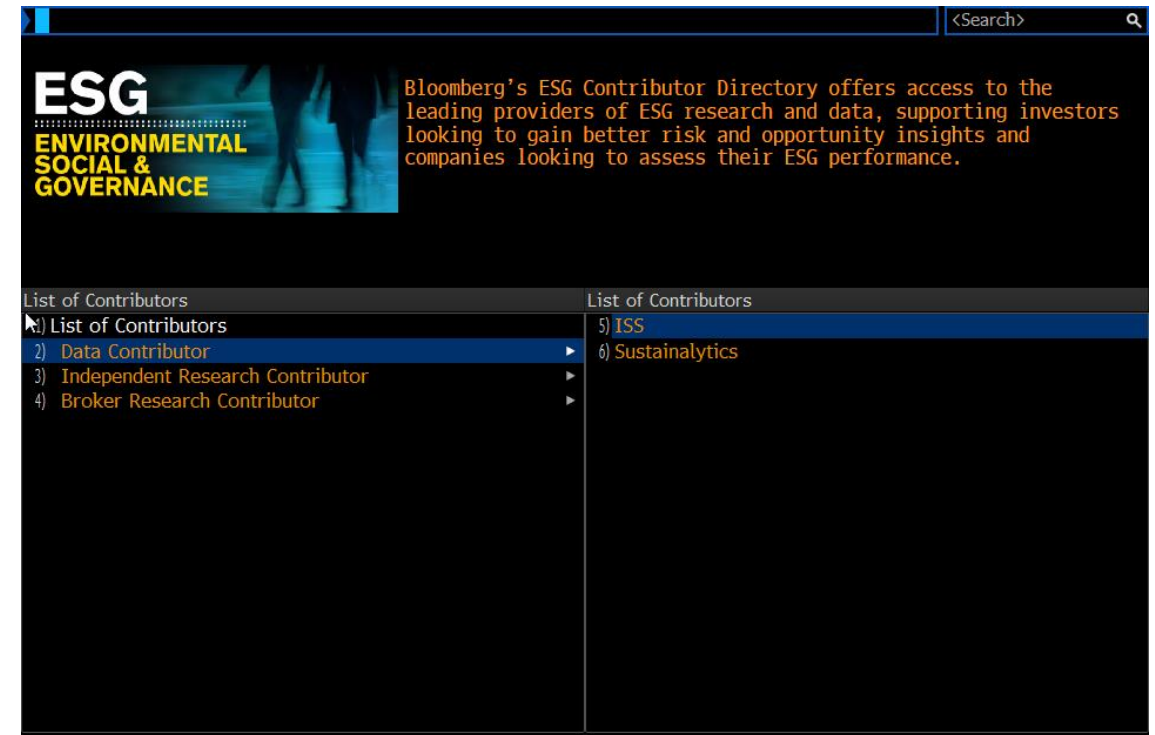 <Search>
ESG
ENVIRONMENTAL
SOCIAL &
GOVERNANCE
Bloomberg's ESG Contributor Directory offers access to the
leading providers of ESG research and data, supporting investors
looking to gain better risk and opportunity insights and
companies looking to assess their ESG performance.
List of Contributors
1) List of Contributors
2) Data Contributor
3) Independent Research Contributor
4) Broker Research Contributor
List of Contributors
5) ISS
6) Sustainalytics